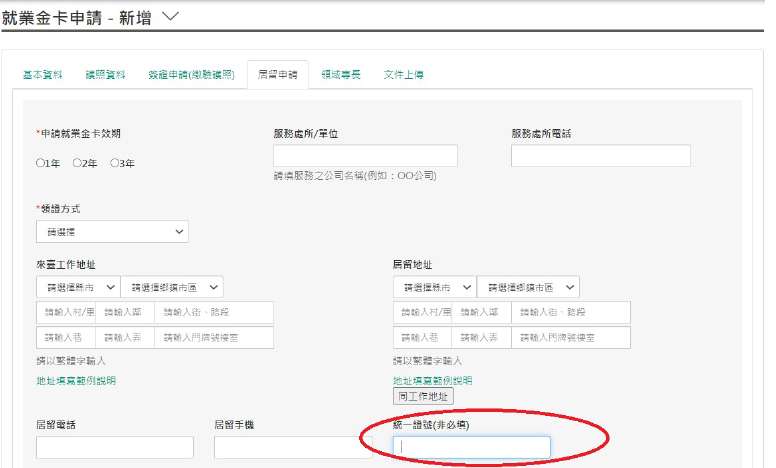 就業金卡申請 - 新增
基本資料 護照資料 簽證申請(繳驗護照) 居留申請 領域專長 文件上傳
*申請就業金卡效期 服務處所/單位 服務處所電話
1年 2年 3年
請填服務之公司名稱(例如：OO公司)
*領證方式
請選擇
來臺工作地址 居留地址
請選擇縣市 請選擇鄉鎮市區 請選擇縣市 請選擇鄉鎮市區
請輸入村/里 請輸入鄰 請輸入街、路段 請輸入村/里 請輸入鄰 請輸入街、路段
請輸入巷 請輸入弄 請輸入門牌號樓室 請輸入巷 請輸入弄 請輸入門牌號樓室
請以繁體字輸入 請以繁體字輸入
地址填寫範例說明 地址填寫範例說明
同工作地址
居留電話 居留手機 統一證號(非必填)